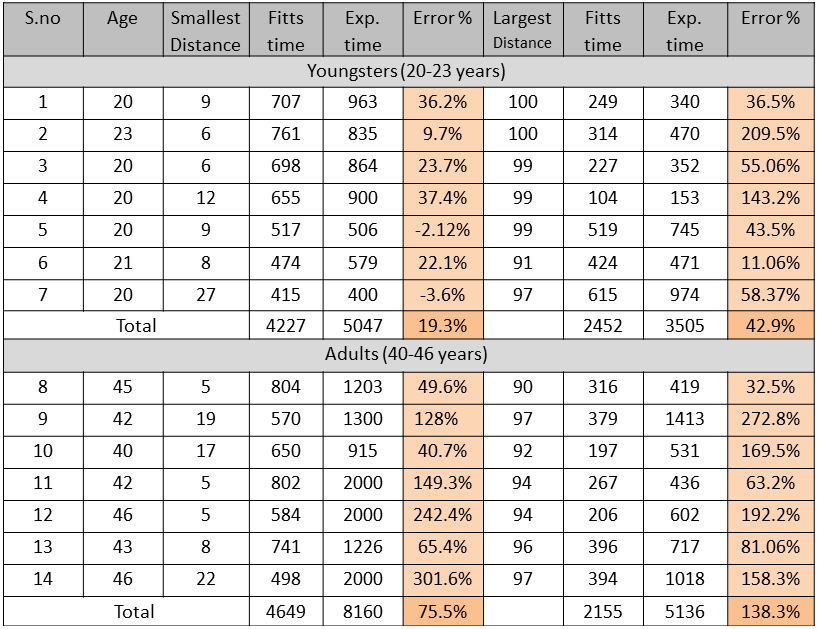 S.no Age Smallest Distance Fitts time Exp. time Error % Largest Distance Fitts time Exp. time Error %
Youngsters (20-23 years)
1 20 9 707 963 36.2% 100 249 340 36.5%
2 23 6 761 835 9.7% 100 314 470 209.5%
3 20 6 698 864 23.7% 99 227 352 55.06%
4 20 12 655 900 37.4% 99 104 153 143.2%
5 20 9 517 506 -2.12% 99 519 745 43.5%
6 21 8 474 579 22.1% 91 424 471 11.06%
7 20 27 415 400 -3.6% 97 615 974 58.37%
Total 4227 5047 19.3% 2452 3505 42.9%
Adults (40-46 years)
8 45 5 804 1203 49.6% 90 316 419 32.5%
9 42 19 570 1300 128% 97 379 1413 272.8%
10 40 17 650 915 40.7% 92 197 531 169.5%
11 42 5 802 2000 149.3% 94 267 436 63.2%
12 46 5 584 2000 242.4% 94 206 602 192.2%
13 43 8 741 1226 65.4% 96 396 717 81.06%
14 46 22 498 2000 301.6% 97 394 1018 158.3%
Total 4649 8160 75.5% 2155 5136 138.3%